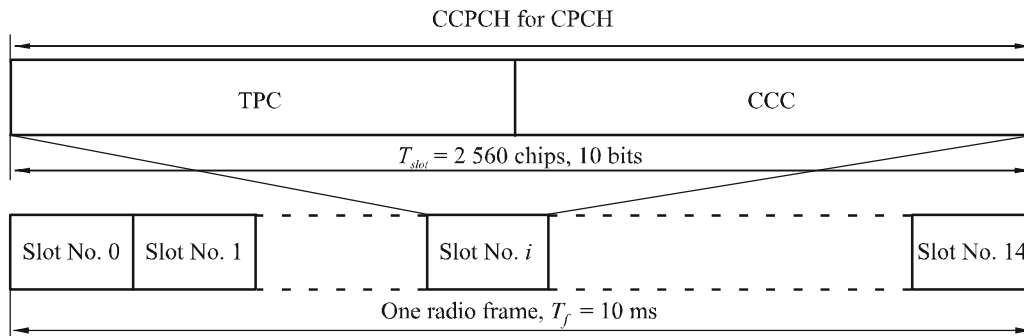 CCPCH for CPCH
TPC CCC
T_slot = 2 560 chips, 10 bits
Slot No. 0 Slot No. 1 Slot No. i Slot No. 14
One radio frame, T_f = 10 ms